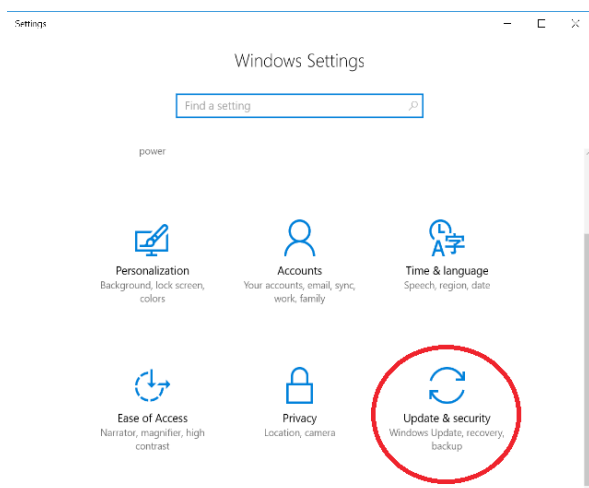 Settings
Windows Settings
Find a setting
power
Personalization
Background, lock screen,
colors
Accounts
Your accounts, email, sync,
work, family
Time & language
Speech, region, date
Ease of Access
Narrator, magnifier, high
contrast
Privacy
Location, camera
Update & security
Windows Update, recovery,
backup